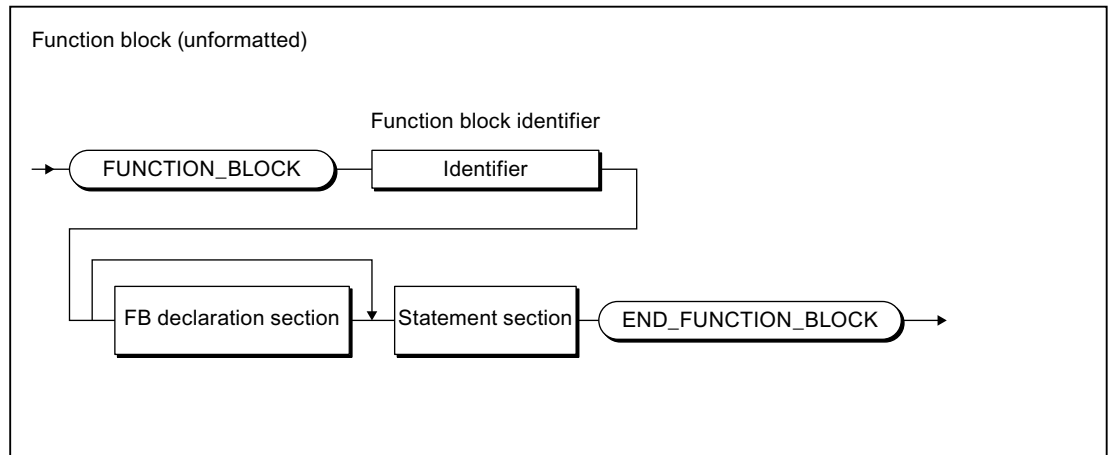 Function block (unformatted)
Function block identifier
FUNCTION_BLOCK
Identifier
FB declaration section
Statement section
END_FUNCTION_BLOCK